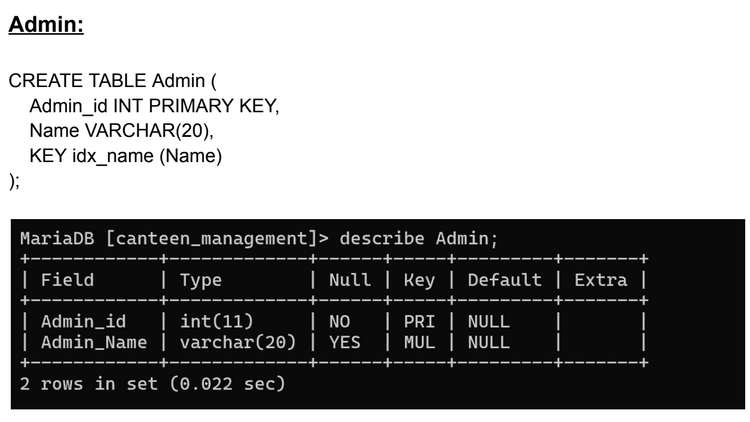 Admin:
CREATE TABLE Admin (
    Admin_id INT PRIMARY KEY,
    Name VARCHAR(20),
    KEY idx_name (Name)
);
MariaDB [canteen_management]> describe Admin;
+------------+-------------+------+-----+---------+-------+
| Field      | Type        | Null | Key | Default | Extra |
+------------+-------------+------+-----+---------+-------+
| Admin_id   | int(11)     | NO   | PRI | NULL    |       |
| Admin_Name | varchar(20) | YES  | MUL | NULL    |       |
+------------+-------------+------+-----+---------+-------+
2 rows in set (0.022 sec)